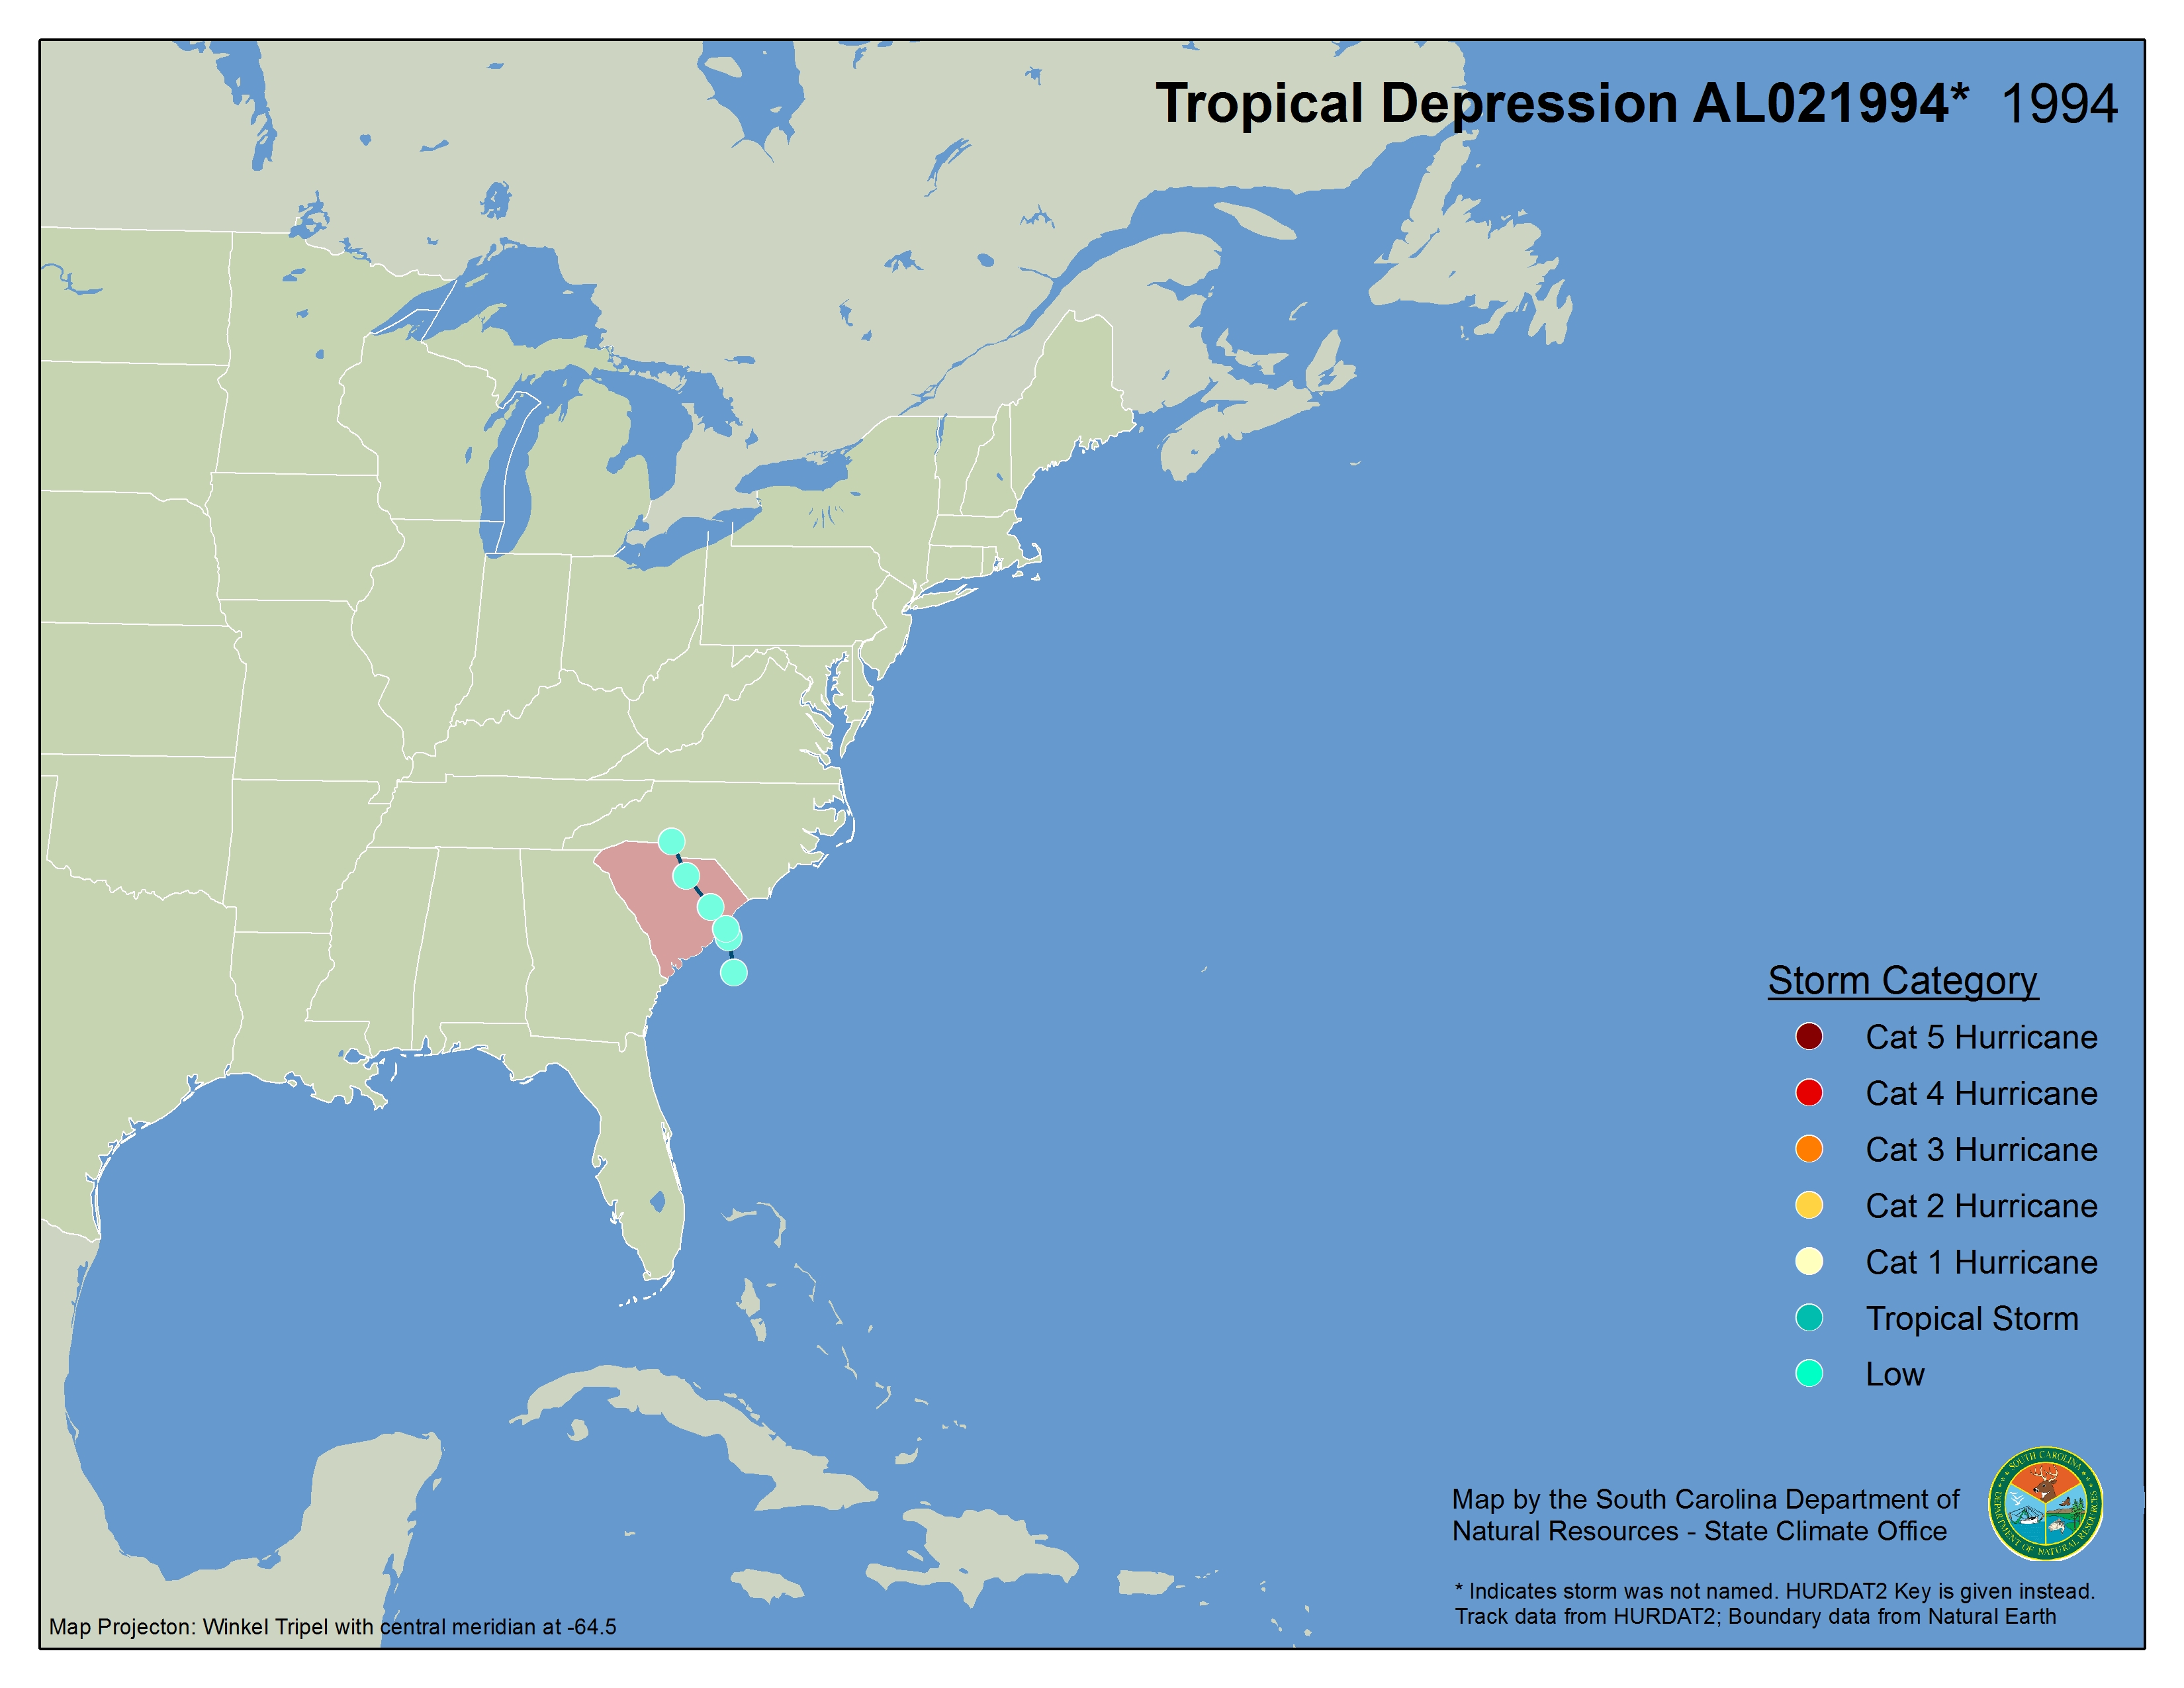 Tropical Depression AL021994* 1994
Storm Category
Cat 5 Hurricane
Cat 4 Hurricane
Cat 3 Hurricane
Cat 2 Hurricane
Cat 1 Hurricane
Tropical Storm
Low
Map by the South Carolina Department of
Natural Resources - State Climate Office
SOUTH CAROLINA
DEPARTMENT OF NATURAL RESOURCES
* Indicates storm was not named. HURDAT2 Key is given instead.
Track data from HURDAT2; Boundary data from Natural Earth
Map Projecton: Winkel Tripel with central meridian at -64.5